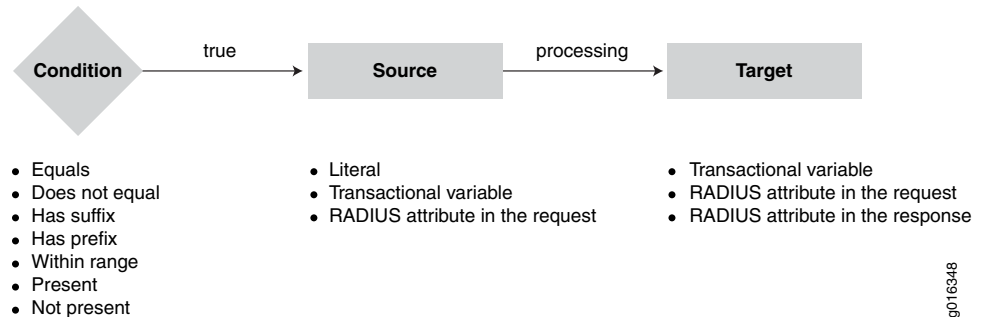 true
processing
Condition
Source
Target
• Equals
• Does not equal
• Has suffix
• Has prefix
• Within range
• Present
• Not present
• Literal
• Transactional variable
• RADIUS attribute in the request
• Transactional variable
• RADIUS attribute in the request
• RADIUS attribute in the response
g016348